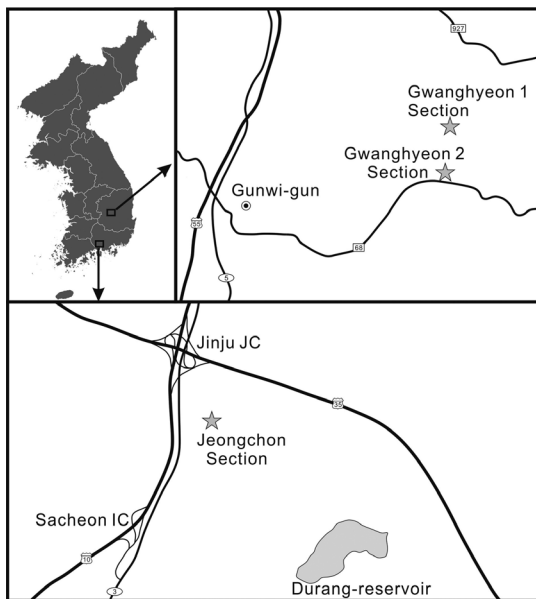 927
Gwanghyeon 1
Section
Gwanghyeon 2
Section
Gunwi-gun
55
68
5
Jinju JC
35
Jeongchon
Section
Sacheon IC
10
3
Durang-reservoir